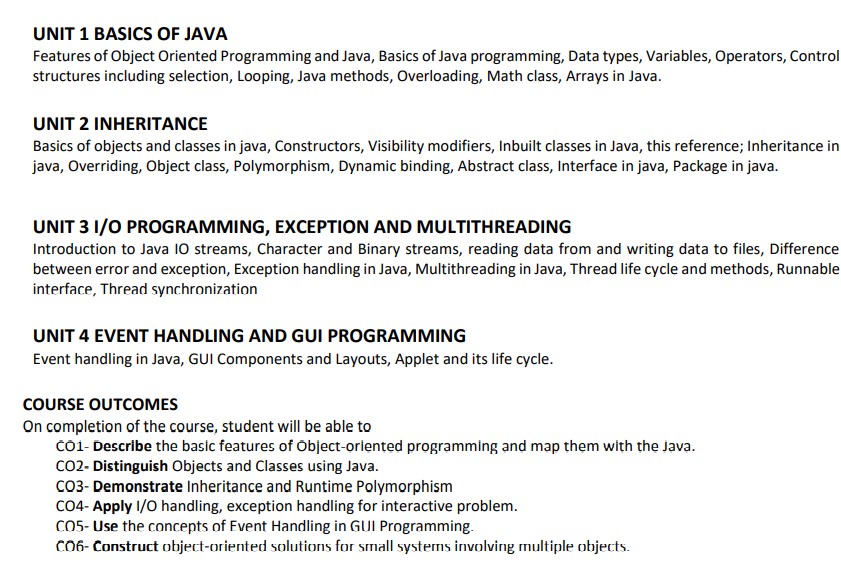 UNIT 1 BASICS OF JAVA
Features of Object Oriented Programming and Java, Basics of Java programming, Data types, Variables, Operators, Control
structures including selection, Looping, Java methods, Overloading, Math class, Arrays in Java.
UNIT 2 INHERITANCE
Basics of objects and classes in java, Constructors, Visibility modifiers, Inbuilt classes in Java, this reference; Inheritance in
java, Overriding, Object class, Polymorphism, Dynamic binding, Abstract class, Interface in java, Package in java.
UNIT 3 I/O PROGRAMMING, EXCEPTION AND MULTITHREADING
Introduction to Java IO streams, Character and Binary streams, reading data from and writing data to files, Difference
between error and exception, Exception handling in Java, Multithreading in Java, Thread life cycle and methods, Runnable
interface, Thread synchronization
UNIT 4 EVENT HANDLING AND GUI PROGRAMMING
Event handling in Java, GUI Components and Layouts, Applet and its life cycle.
COURSE OUTCOMES
On completion of the course, student will be able to
CO1- Describe the basic features of Object-oriented programming and map them with the Java.
CO2- Distinguish Objects and Classes using Java.
CO3- Demonstrate Inheritance and Runtime Polymorphism
CO4- Apply I/O handling, exception handling for interactive problem.
CO5- Use the concepts of Event Handling in GUI Programming.
CO6- Construct object-oriented solutions for small systems involving multiple objects.